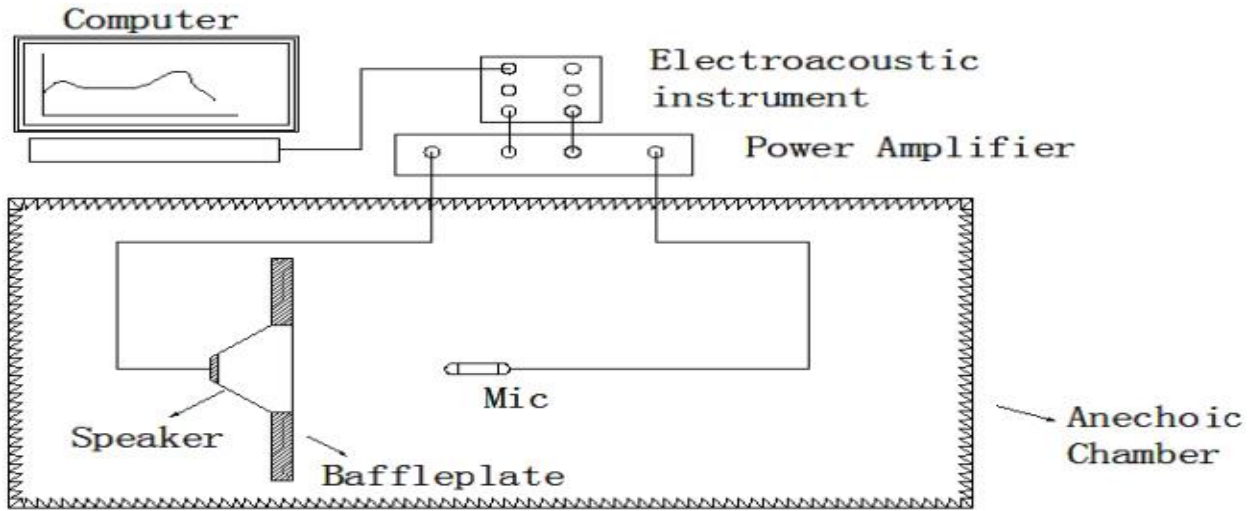 Computer
Electroacoustic
instrument
Power Amplifier
Mic
Speaker
Baffleplate
Anechoic
Chamber